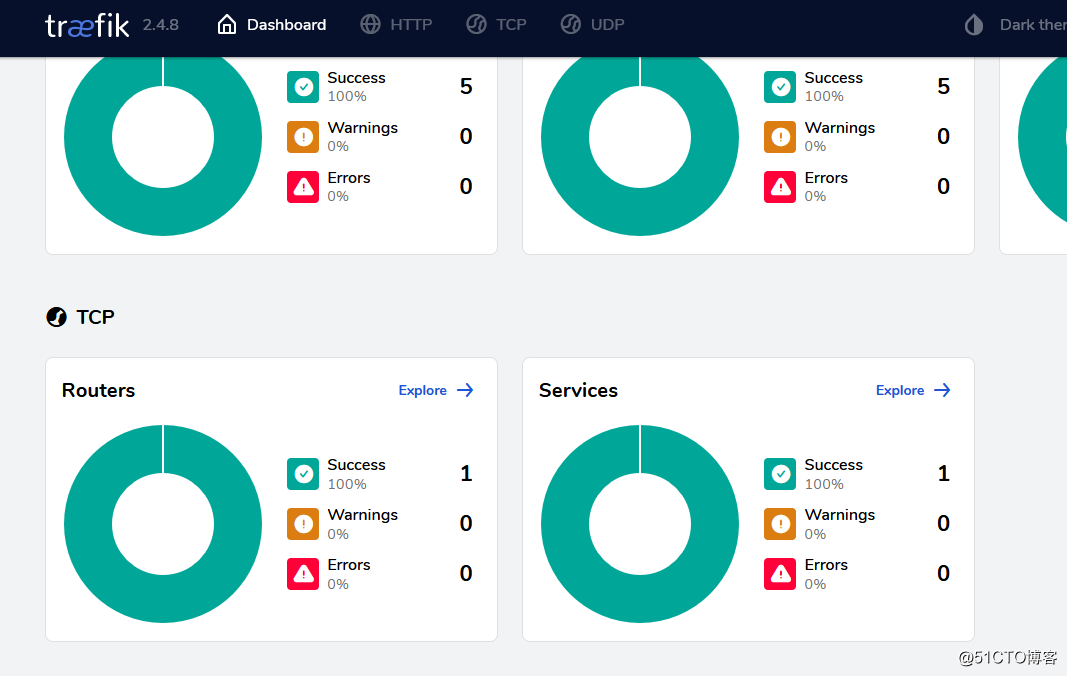 træfik 2.4.8 Dashboard HTTP TCP UDP Dark ther
Success 5
100%
Warnings 0
0%
Errors 0
0%
Success 5
100%
Warnings 0
0%
Errors 0
0%
TCP
Routers Explore
Success 1
100%
Warnings 0
0%
Errors 0
0%
Services Explore
Success 1
100%
Warnings 0
0%
Errors 0
0%
@51CTO博客